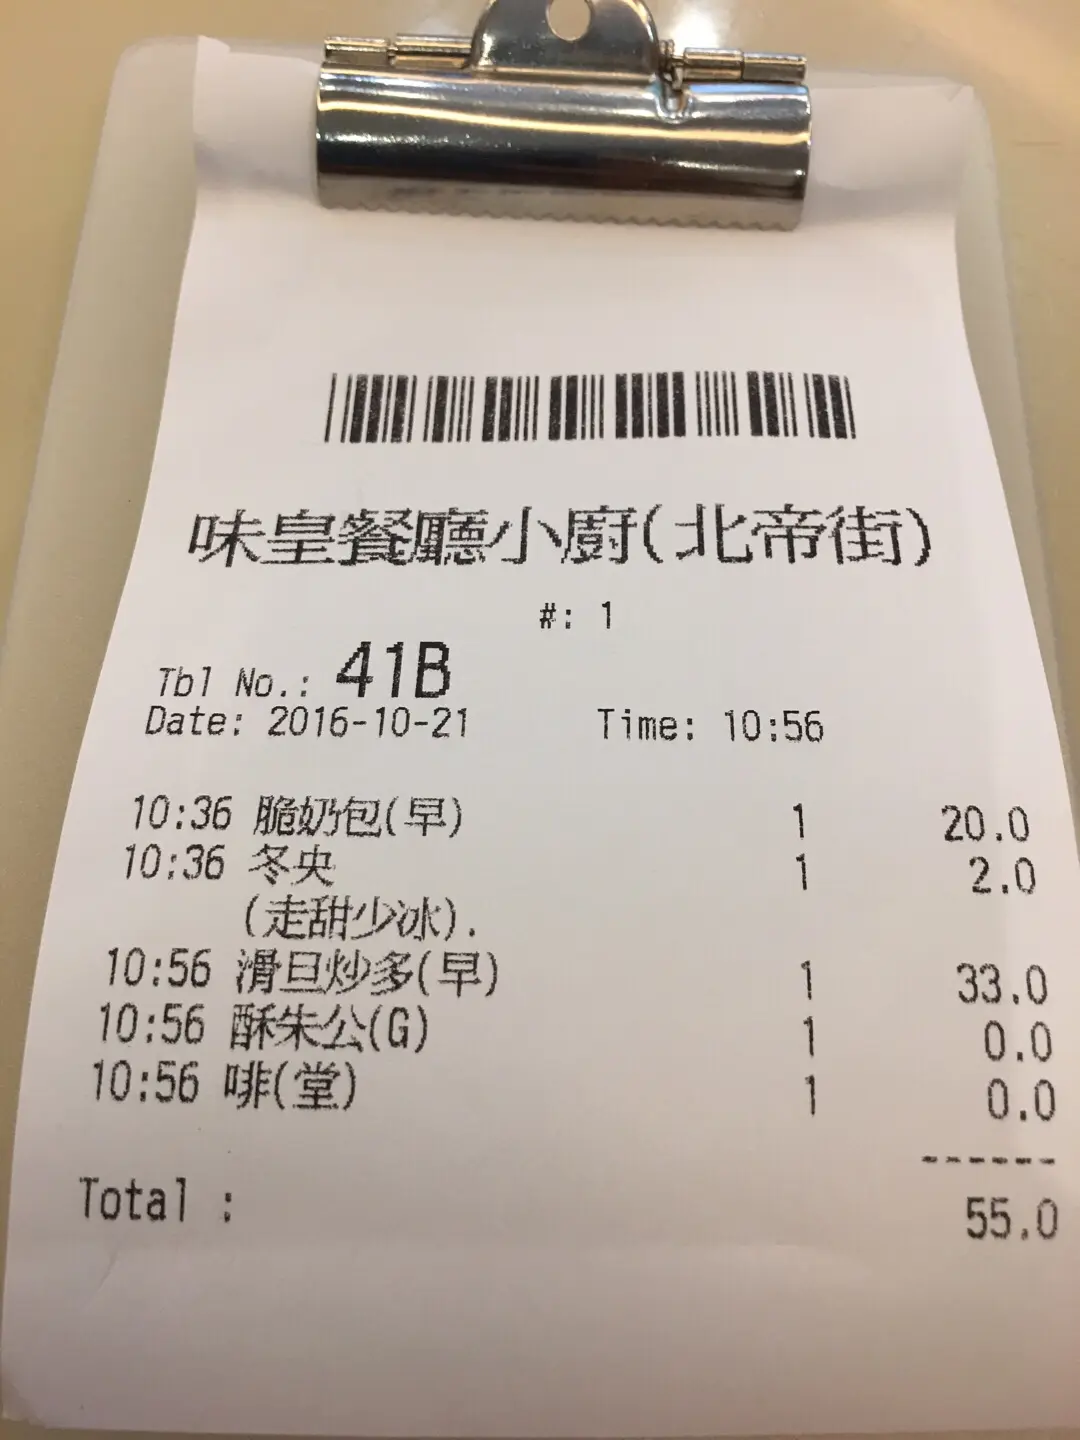 味皇餐廳小廚(北帝街)
#: 1
Tbl No.: 41B
Date: 2016-10-21 Time: 10:56
10:36 脆奶包(早) 1 20.0
10:36 冬央 1 2.0
(走甜少冰).
10:56 滑旦炒多(早) 1 33.0
10:56 酥朱公(G) 1 0.0
10:56 啡(堂) 1 0.0
------
Total : 55.0